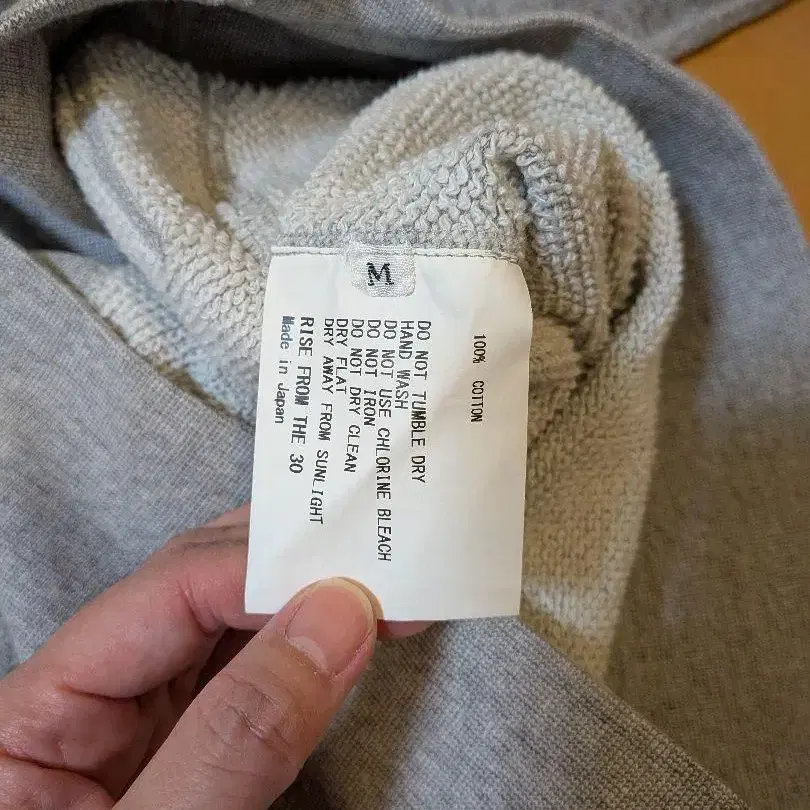 M
100% COTTON
DO NOT TUMBLE DRY
HAND WASH
DO NOT USE CHLORINE BLEACH
DO NOT IRON
DO NOT DRY CLEAN
DRY FLAT
DRY AWAY FROM SUNLIGHT
RISE FROM THE 30
Made in Japan